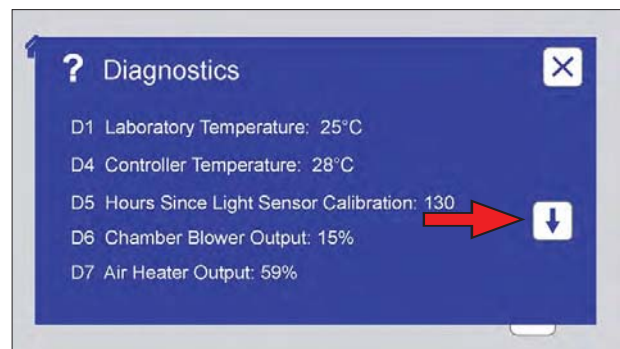 ? Diagnostics
D1 Laboratory Temperature: 25°C
D4 Controller Temperature: 28°C
D5 Hours Since Light Sensor Calibration: 130
D6 Chamber Blower Output: 15%
D7 Air Heater Output: 59%